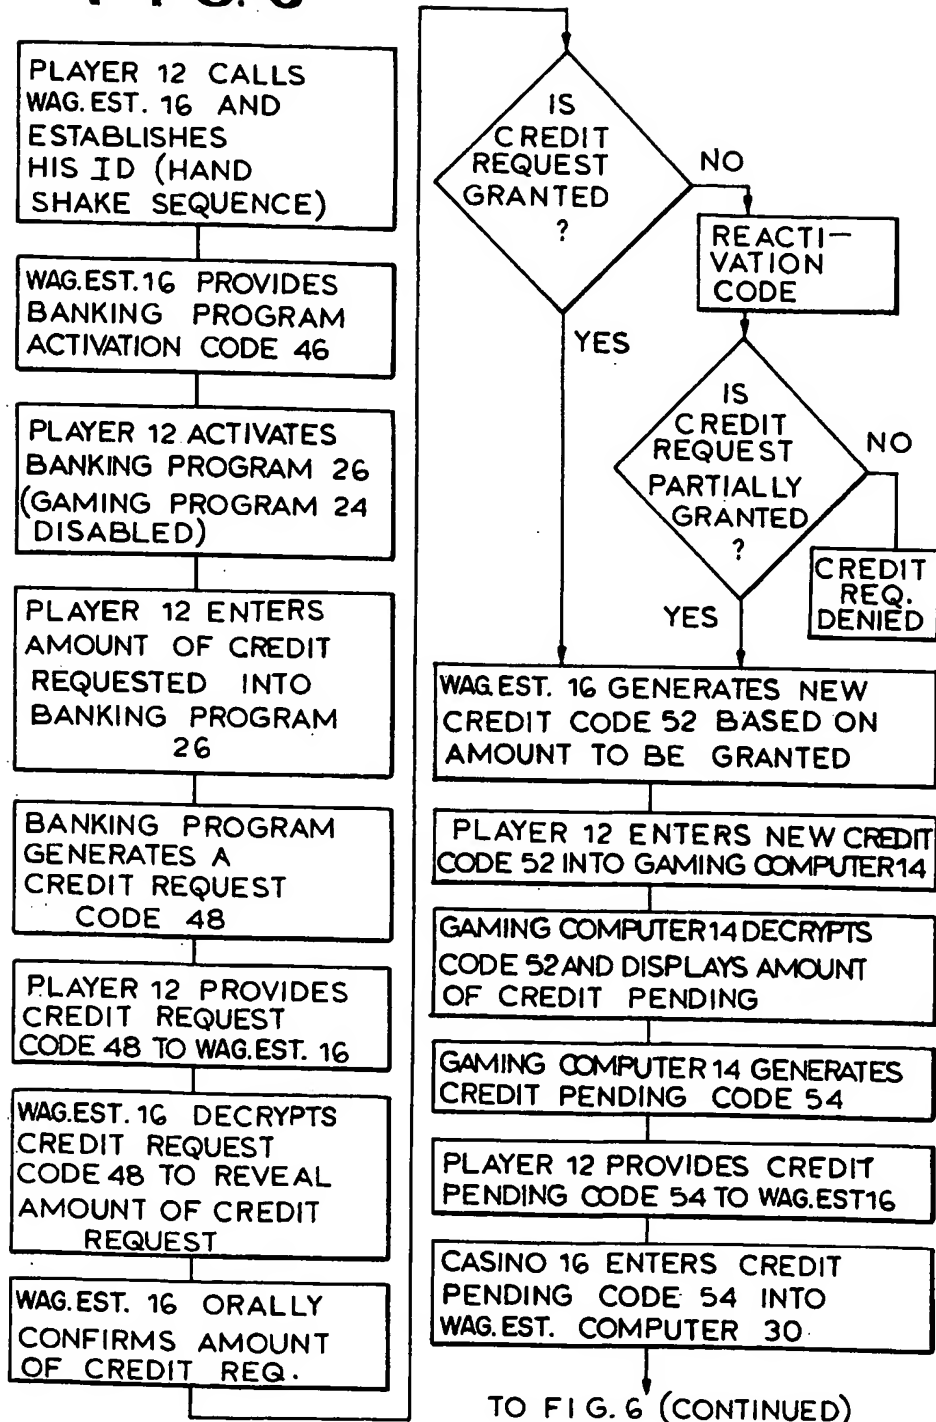 FIG. 6
PLAYER 12 CALLS
WAG.EST. 16 AND
ESTABLISHES
HIS ID (HAND
SHAKE SEQUENCE)
WAG.EST.16 PROVIDES
BANKING PROGRAM
ACTIVATION CODE 46
PLAYER 12 ACTIVATES
BANKING PROGRAM 26
(GAMING PROGRAM 24
DISABLED)
PLAYER 12 ENTERS
AMOUNT OF CREDIT
REQUESTED INTO
BANKING PROGRAM
26
BANKING PROGRAM
GENERATES A
CREDIT REQUEST
CODE 48
PLAYER 12 PROVIDES
CREDIT REQUEST
CODE 48 TO WAG.EST. 16
WAG.EST. 16 DECRYPTS
CREDIT REQUEST
CODE 48 TO REVEAL
AMOUNT OF CREDIT
REQUEST
WAG.EST. 16 ORALLY
CONFIRMS AMOUNT
OF CREDIT REQ.
IS
CREDIT
REQUEST
GRANTED
?
NO
YES
REACTI-
VATION
CODE
IS
CREDIT
REQUEST
PARTIALLY
GRANTED
?
NO
YES
CREDIT
REQ.
DENIED
WAG.EST. 16 GENERATES NEW
CREDIT CODE 52 BASED ON
AMOUNT TO BE GRANTED
PLAYER 12 ENTERS NEW CREDIT
CODE 52 INTO GAMING COMPUTER 14
GAMING COMPUTER 14 DECRYPTS
CODE 52 AND DISPLAYS AMOUNT
OF CREDIT PENDING
GAMING COMPUTER 14 GENERATES
CREDIT PENDING CODE 54
PLAYER 12 PROVIDES CREDIT
PENDING CODE 54 TO WAG.EST 16
CASINO 16 ENTERS CREDIT
PENDING CODE 54 INTO
WAG.EST. COMPUTER 30
TO FIG. 6 (CONTINUED)